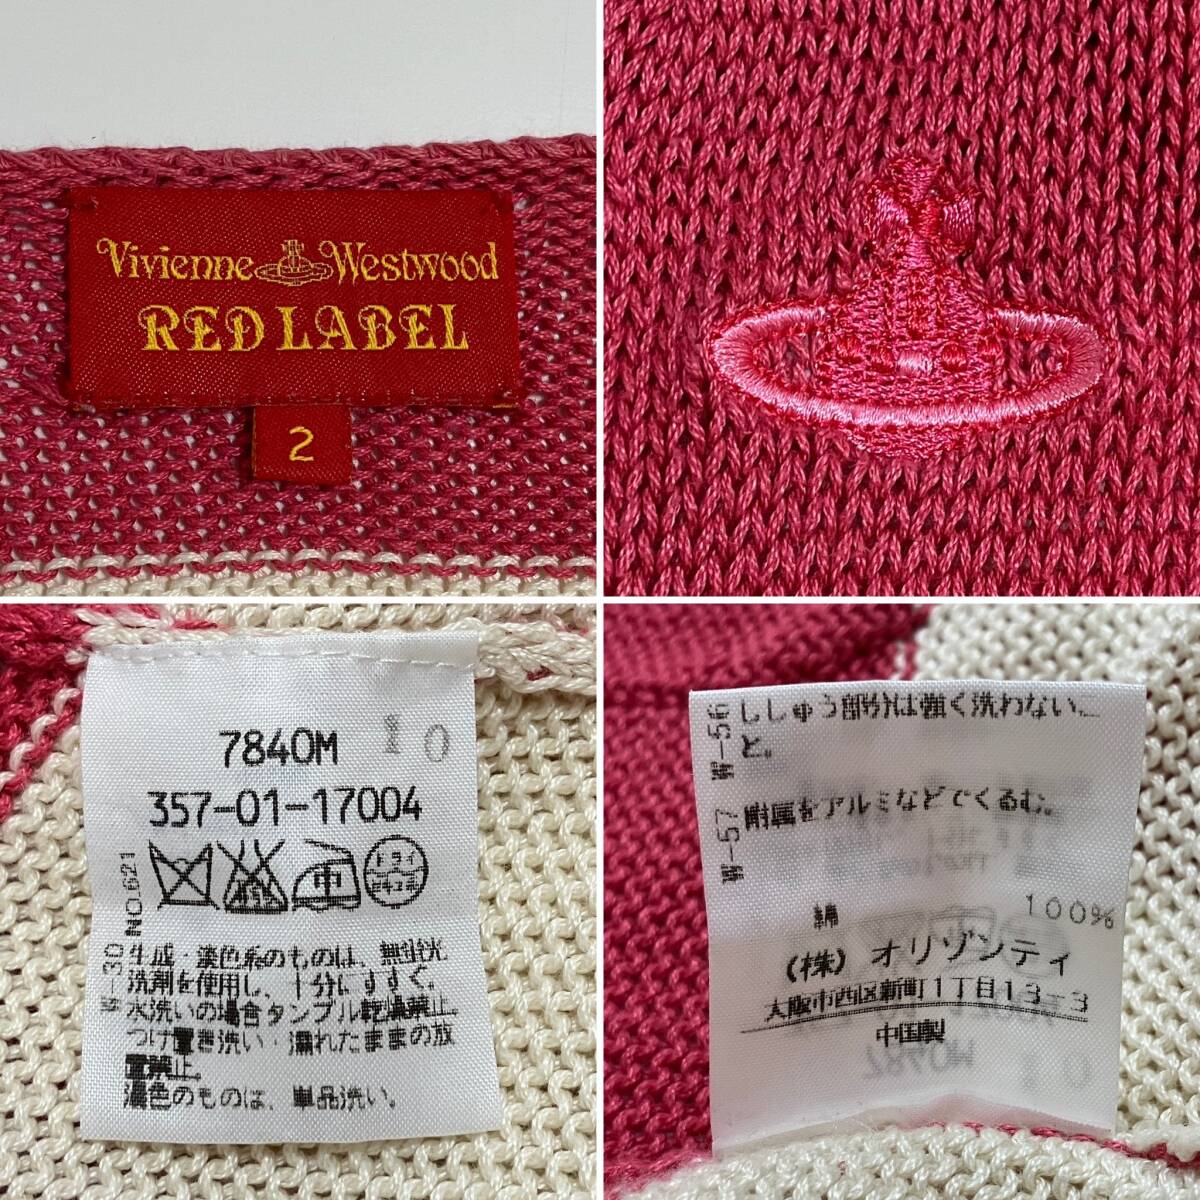 Vivienne Westwood
RED LABEL
2
7840M 10
357-01-17004
NO.621
W-30
生成・淡色系のものは、無蛍光
洗剤を使用し、十分にすすぐ。
水洗いの場合タンブル乾燥禁止。
つけ置き洗い・濡れたままの放
置禁止。
濃色のものは、単品洗い。
W-56
ししゅう部分は強く洗わないこ
と。
W-57
附属をアルミなどでくるむ。
綿 100%
(株) オリゾンティ
大阪市西区新町1丁目13-3
中国製